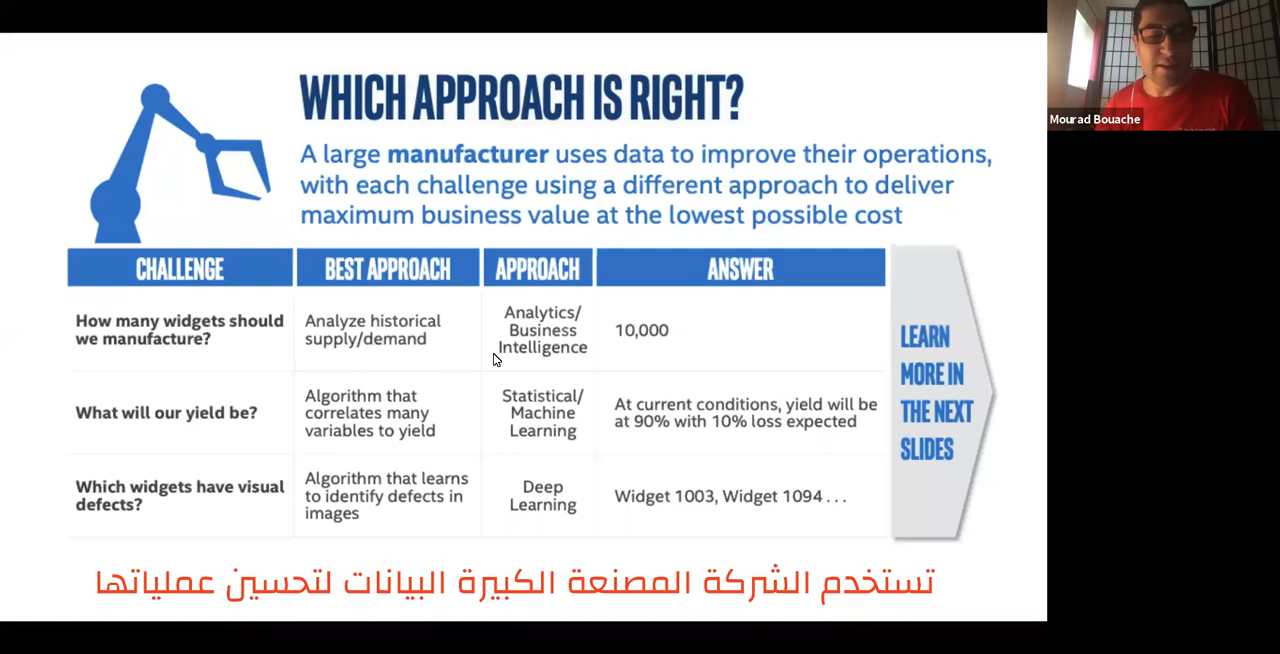 WHICH APPROACH IS RIGHT?
A large manufacturer uses data to improve their operations,
with each challenge using a different approach to deliver
maximum business value at the lowest possible cost
CHALLENGE
BEST APPROACH
APPROACH
ANSWER
How many widgets should
we manufacture?
Analyze historical
supply/demand
Analytics/
Business
Intelligence
10,000
What will our yield be?
Algorithm that
correlates many
variables to yield
Statistical/
Machine
Learning
At current conditions, yield will be
at 90% with 10% loss expected
Which widgets have visual
defects?
Algorithm that learns
to identify defects in
images
Deep
Learning
Widget 1003, Widget 1094 . . .
LEARN
MORE IN
THE NEXT
SLIDES
تستخدم الشركة المصنعة الكبيرة البيانات لتحسين عملياتها
Mourad Bouache